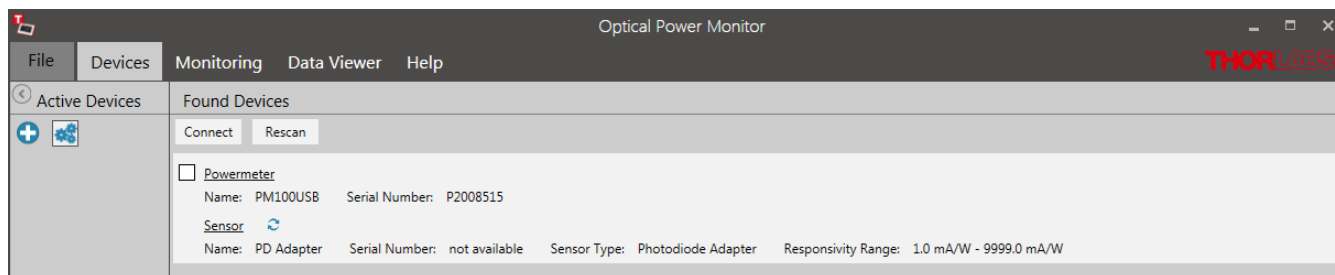 Optical Power Monitor
File Devices Monitoring Data Viewer Help THORLABS
Active Devices Found Devices
Connect Rescan
Powermeter
Name: PM100USB Serial Number: P2008515
Sensor
Name: PD Adapter Serial Number: not available Sensor Type: Photodiode Adapter Responsivity Range: 1.0 mA/W - 9999.0 mA/W